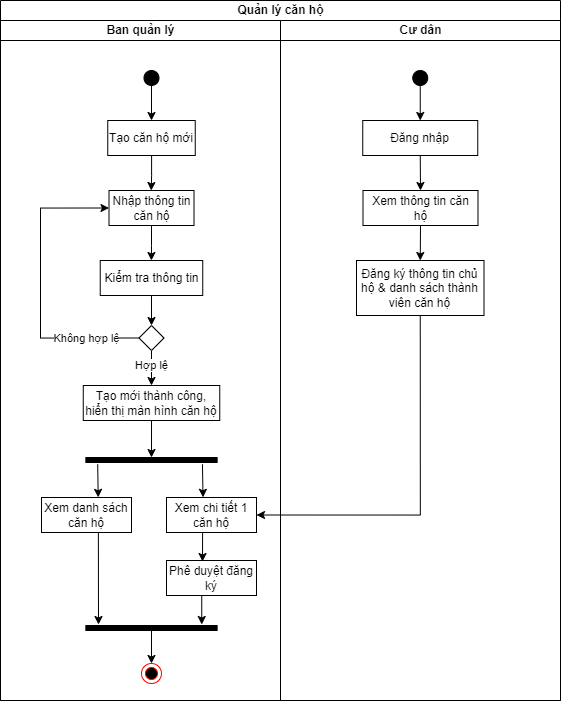 Quản lý căn hộ
Ban quản lý
Cư dân
Tạo căn hộ mới
Đăng nhập
Nhập thông tin
căn hộ
Xem thông tin căn
hộ
Kiểm tra thông tin
Đăng ký thông tin chủ
hộ & danh sách thành
viên căn hộ
Không hợp lệ
Hợp lệ
Tạo mới thành công,
hiển thị màn hình căn hộ
Xem danh sách
căn hộ
Xem chi tiết 1
căn hộ
Phê duyệt đăng
ký